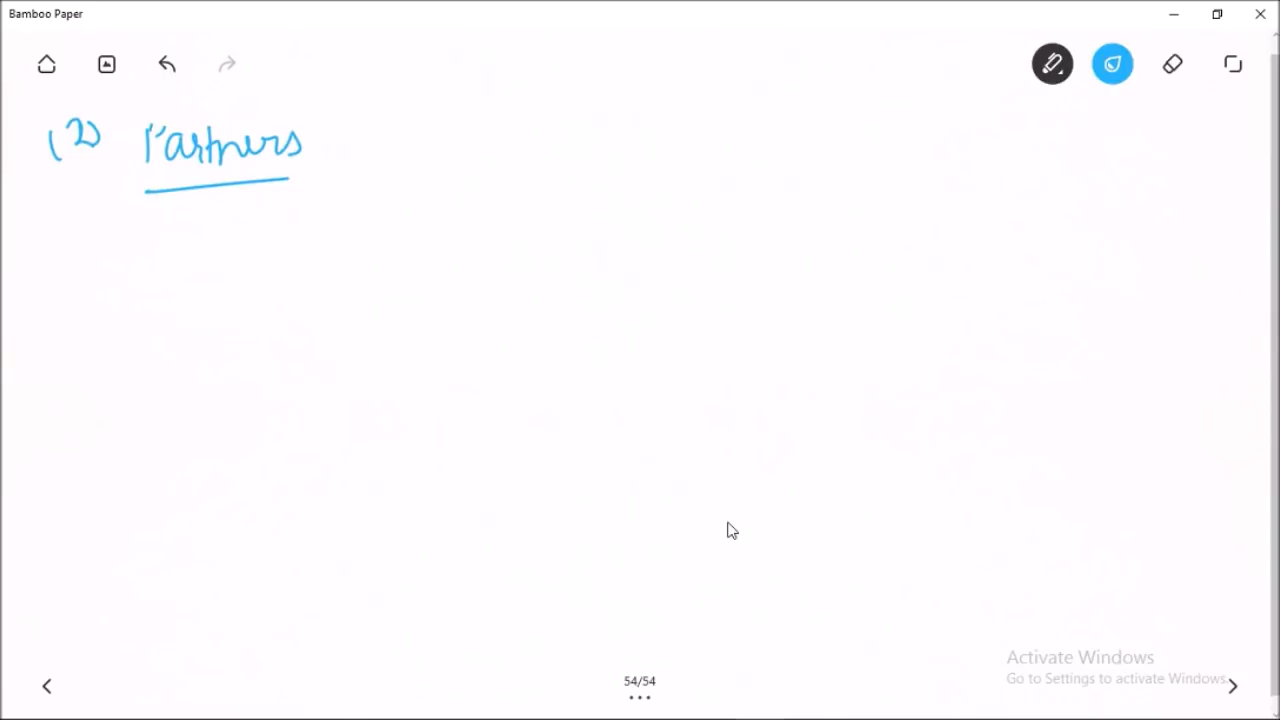 Bamboo Paper
(2) Partners
Activate Windows
54/54
Go to Settings to activate Windows.